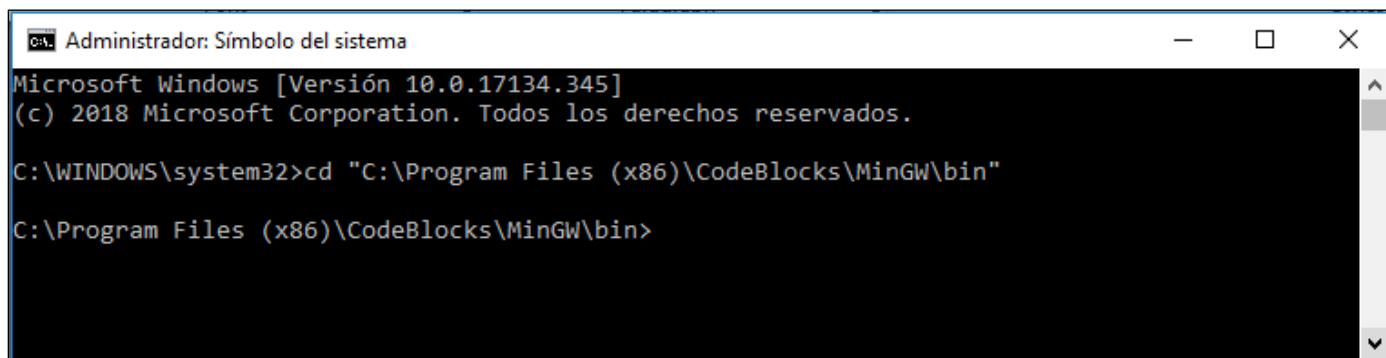 Administrador: Símbolo del sistema
Microsoft Windows [Versión 10.0.17134.345]
(c) 2018 Microsoft Corporation. Todos los derechos reservados.
C:\WINDOWS\system32>cd "C:\Program Files (x86)\CodeBlocks\MinGW\bin"
C:\Program Files (x86)\CodeBlocks\MinGW\bin>